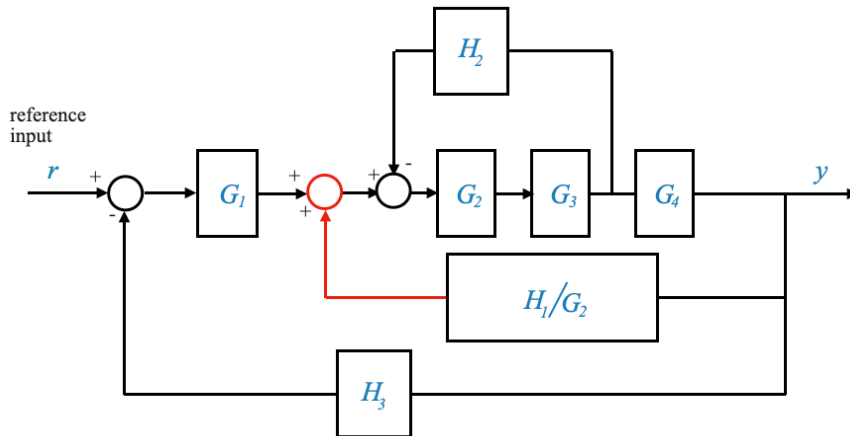 H₂
reference
input
r
+
-
G₁
+
+
+
-
G₂
G₃
G₄
y
H₁/G₂
H₃